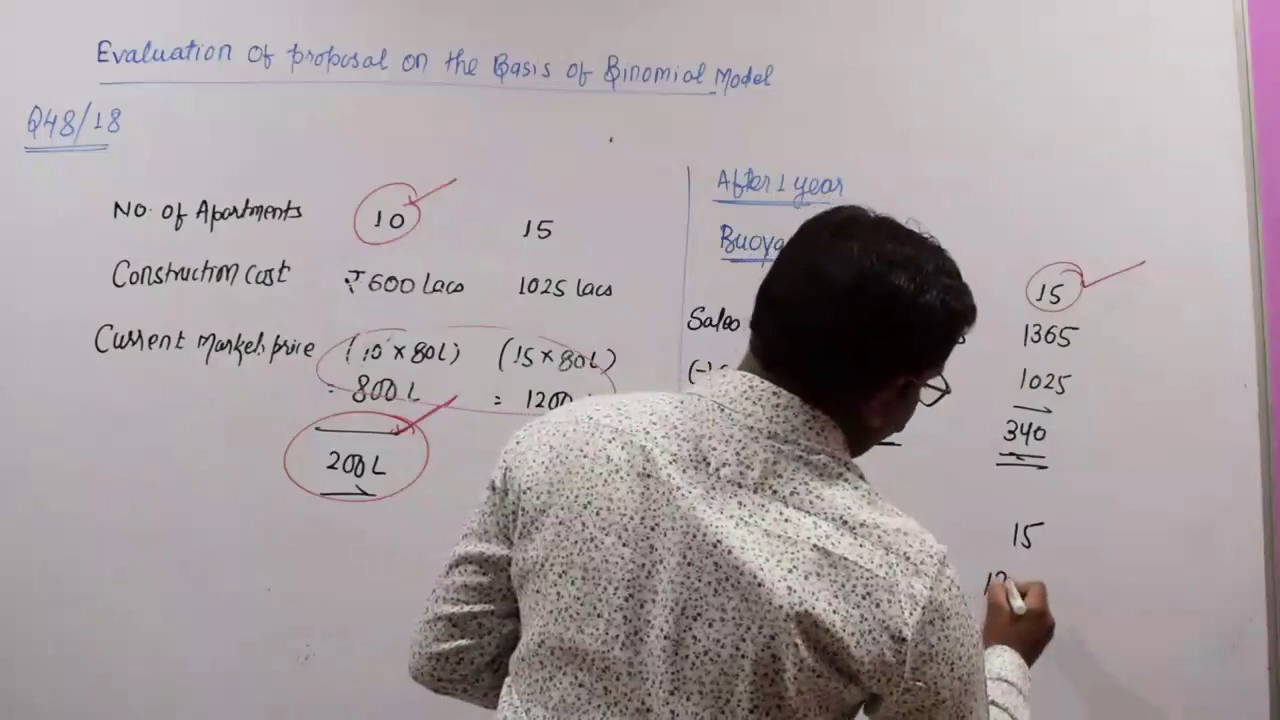 Evaluation of proposal on the Basis of Binomial Model
Q48/18
No. of Apartments 10 15
Construction cost ₹600 Lacs 1025 lacs
Current Market price (10 × 80L) (15 × 80L)
= 800 L = 1200
200L
After 1 year
15
Sales 1365
1025
340
15